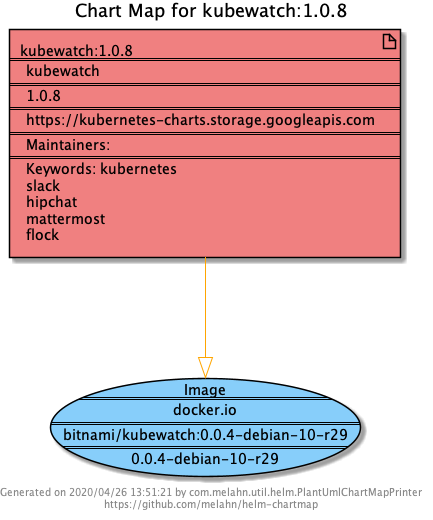 Chart Map for kubewatch:1.0.8
kubewatch:1.0.8
kubewatch
1.0.8
https://kubernetes-charts.storage.googleapis.com
Maintainers:
Keywords: kubernetes
slack
hipchat
mattermost
flock
Image
docker.io
bitnami/kubewatch:0.0.4-debian-10-r29
0.0.4-debian-10-r29
Generated on 2020/04/26 13:51:21 by com.melahn.util.helm.PlantUmlChartMapPrinter
https://github.com/melahn/helm-chartmap